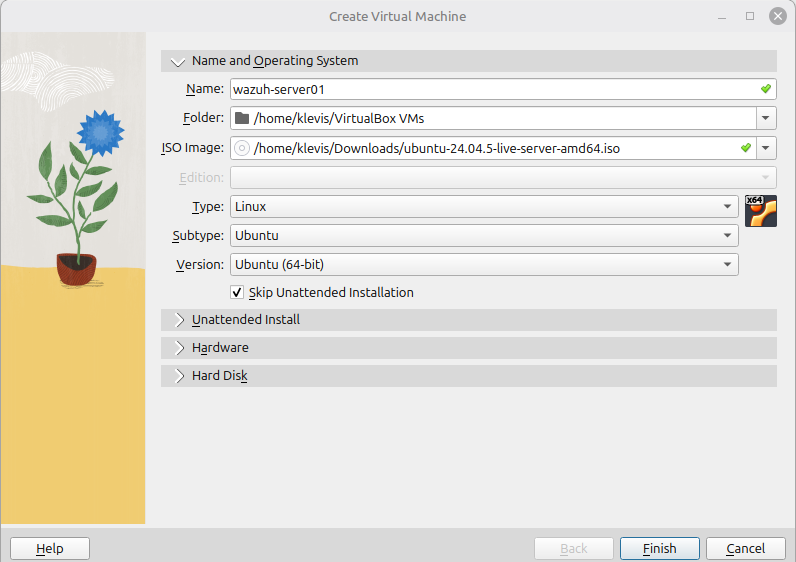 Create Virtual Machine
Name and Operating System
Name: wazuh-server01
Folder: /home/klevis/VirtualBox VMs
ISO Image: /home/klevis/Downloads/ubuntu-24.04.5-live-server-amd64.iso
Edition:
Type: Linux x64
Subtype: Ubuntu
Version: Ubuntu (64-bit)
Skip Unattended Installation
Unattended Install
Hardware
Hard Disk
Help Back Finish Cancel